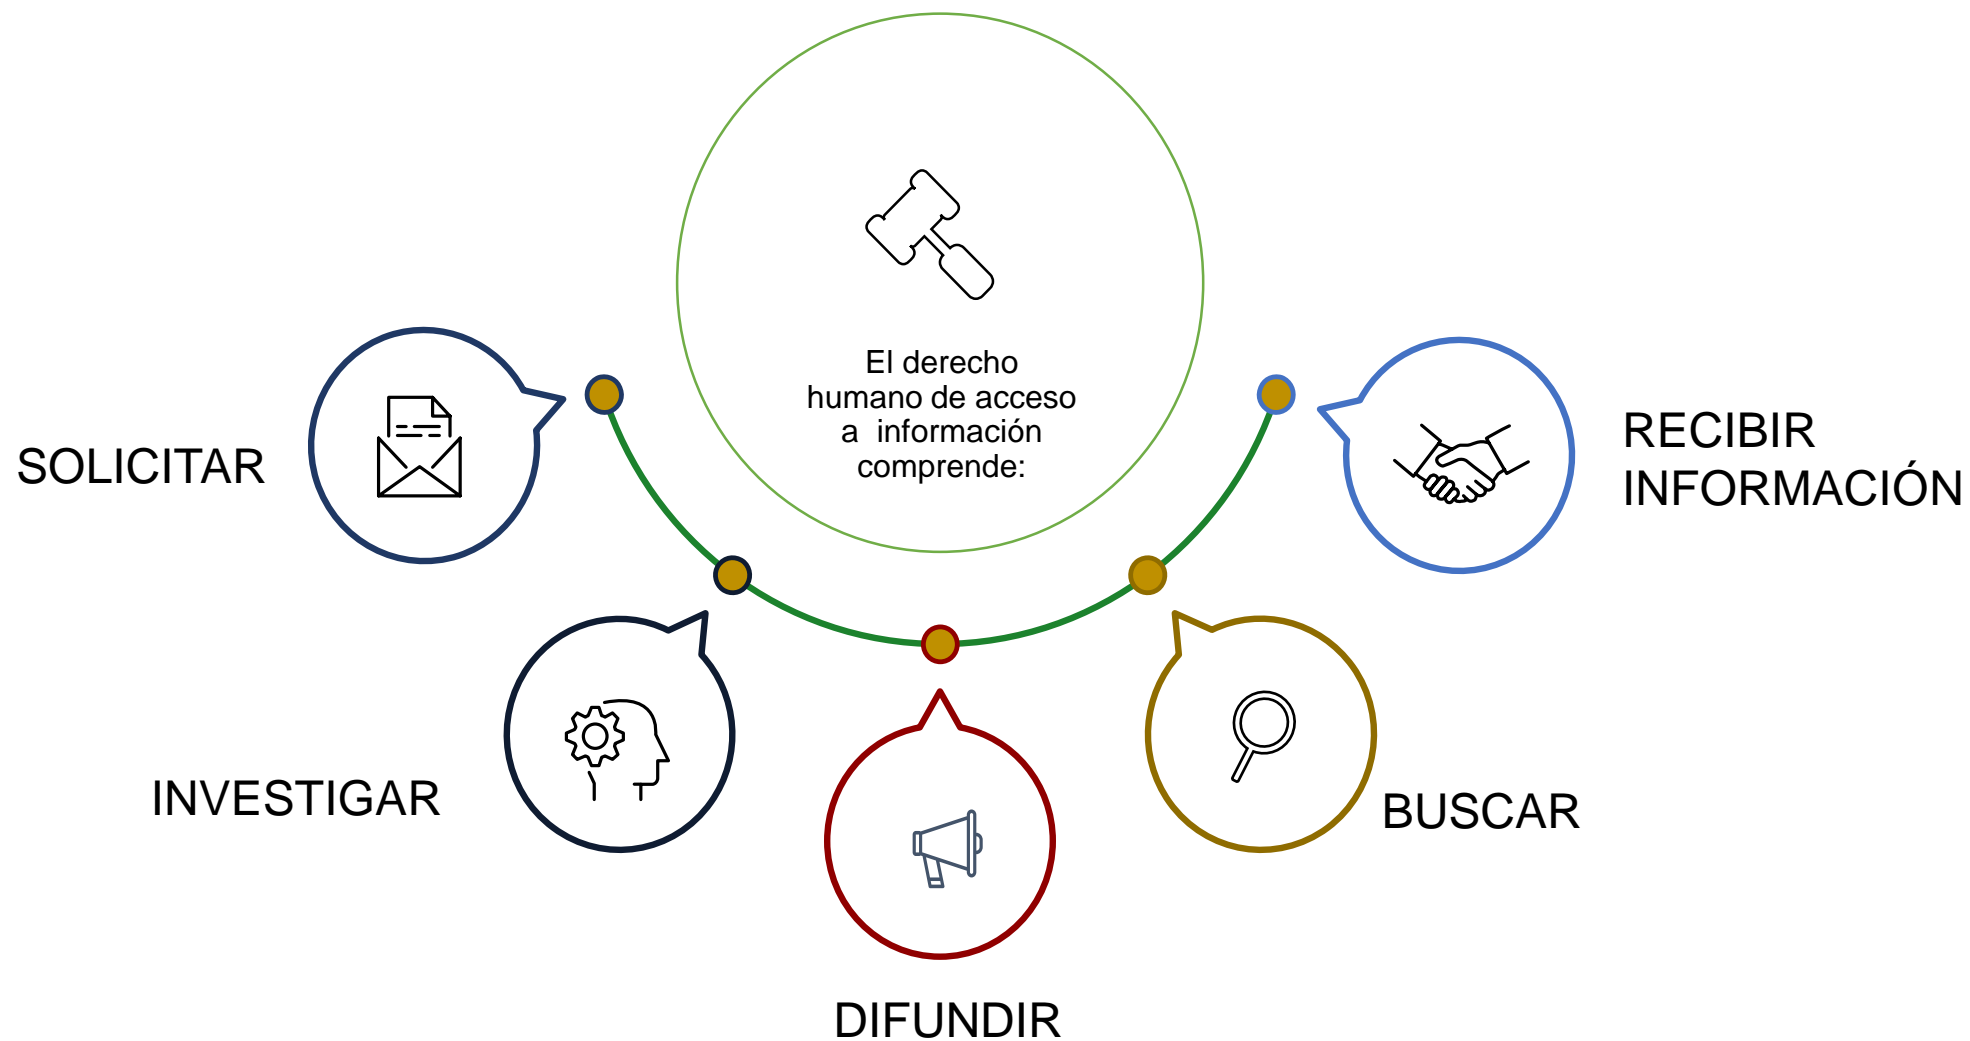 El derecho
humano de acceso
a  información
comprende:
SOLICITAR
INVESTIGAR
DIFUNDIR
BUSCAR
RECIBIR
INFORMACIÓN